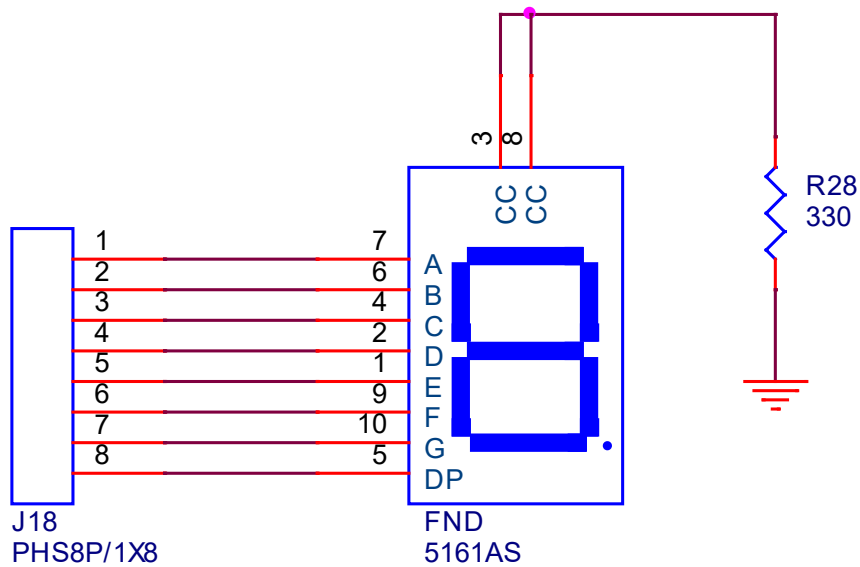 3
8
CC
CC
R28
330
1 7
A
2 6
B
3 4
C
4 2
D
5 1
E
6 9
F
7 10
G
8 5
DP
J18
PHS8P/1X8
FND
5161AS